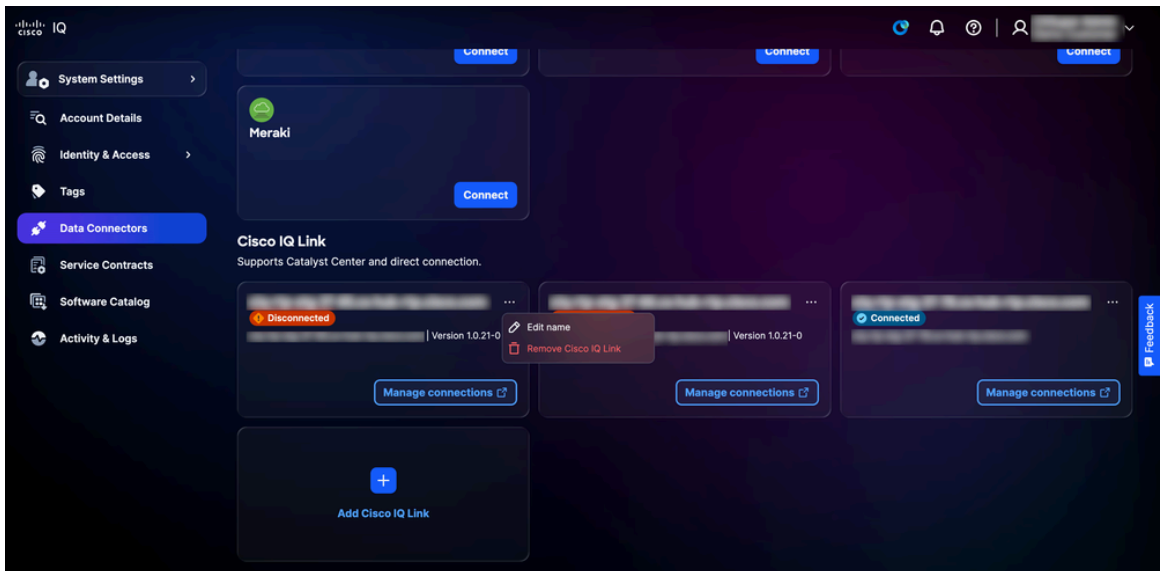 CISCO IQ
System Settings
Account Details
Identity & Access
Tags
Data Connectors
Service Contracts
Software Catalog
Activity & Logs
Connect
Connect
Connect
Meraki
Connect
Cisco IQ Link
Supports Catalyst Center and direct connection.
Disconnected
| Version 1.0.21-0
Manage connections
Edit name
Remove Cisco IQ Link
| Version 1.0.21-0
Manage connections
Connected
Manage connections
Add Cisco IQ Link
Feedback